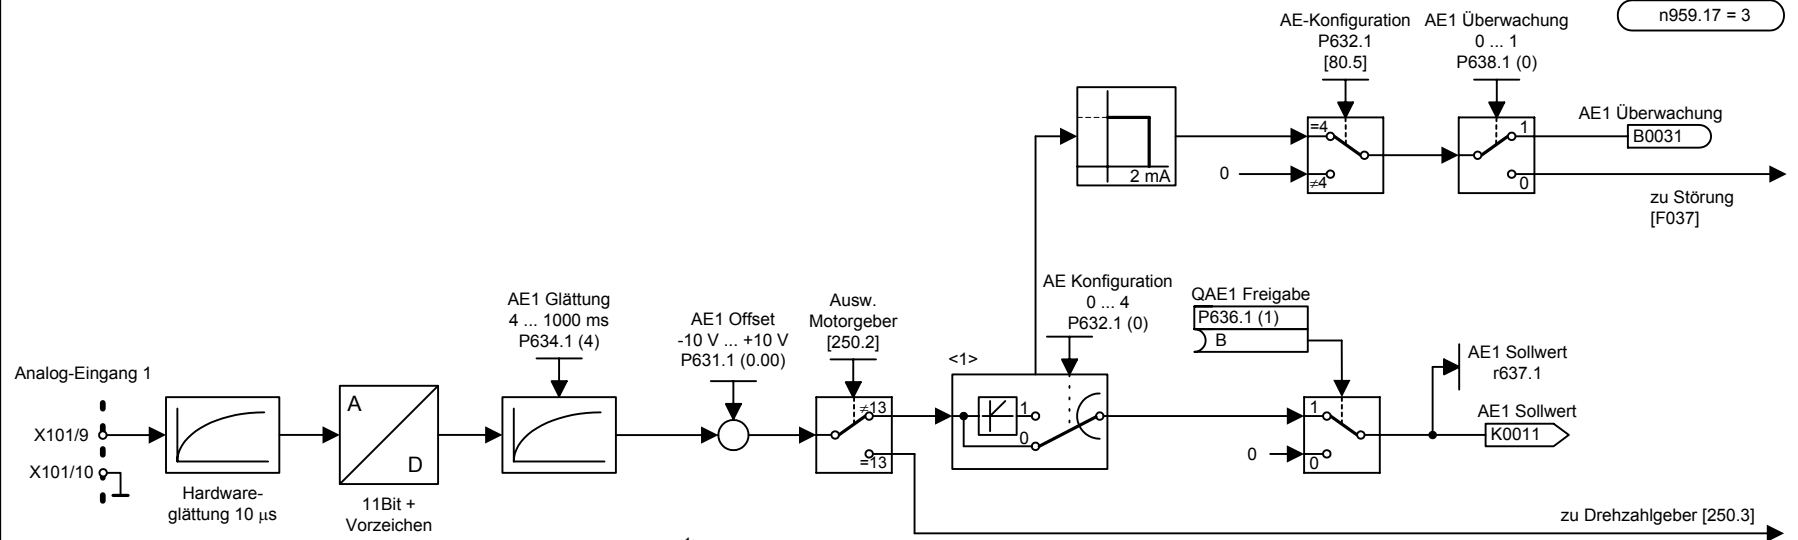 n959.17 = 3
AE-Konfiguration
P632.1
[80.5]
AE1 Überwachung
0 ... 1
P638.1 (0)
=4
0
≠4
1
0
2 mA
AE1 Überwachung
B0031
zu Störung
[F037]
AE1 Glättung
4 ... 1000 ms
P634.1 (4)
AE1 Offset
-10 V ... +10 V
P631.1 (0.00)
Ausw.
Motorgeber
[250.2]
AE Konfiguration
0 ... 4
P632.1 (0)
QAE1 Freigabe
P636.1 (1)
B
<1>
Analog-Eingang 1
X101/9
X101/10
A
D
≠13
=13
1
0
1
0
0
AE1 Sollwert
r637.1
AE1 Sollwert
K0011
Hardware-
glättung 10 µs
11Bit +
Vorzeichen
zu Drehzahlgeber [250.3]